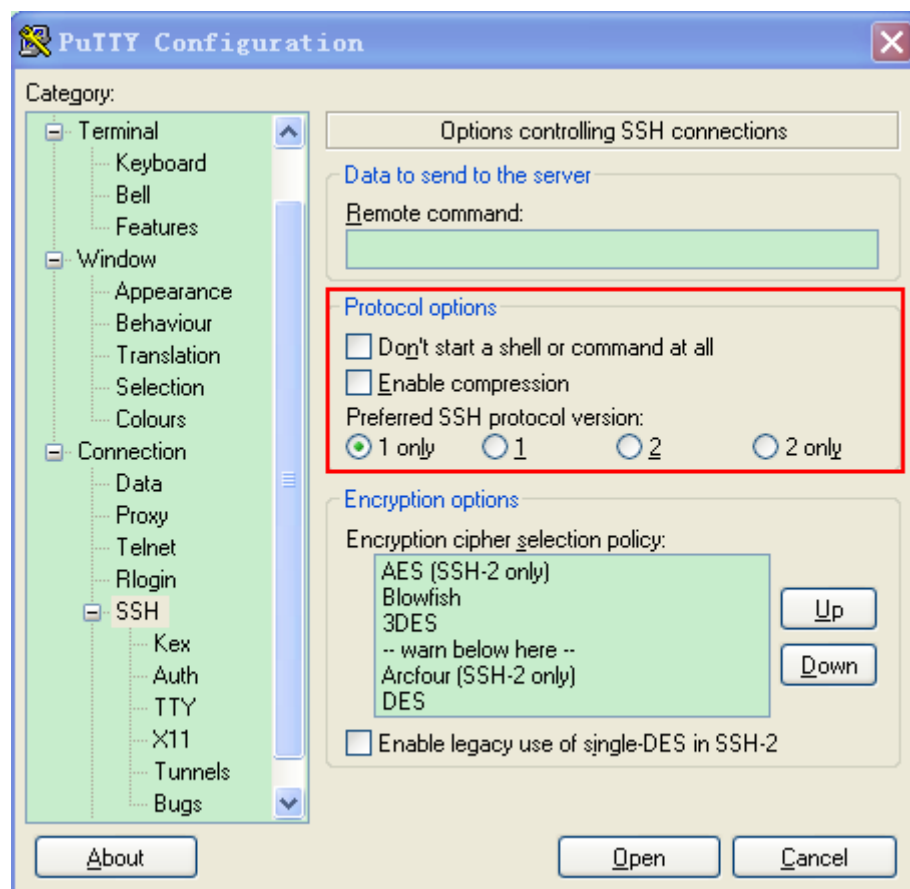 PuTTY Configuration
Category:
Terminal
Keyboard
Bell
Features
Window
Appearance
Behaviour
Translation
Selection
Colours
Connection
Data
Proxy
Telnet
Rlogin
SSH
Kex
Auth
TTY
X11
Tunnels
Bugs
Options controlling SSH connections
Data to send to the server
Remote command:
Protocol options
Don't start a shell or command at all
Enable compression
Preferred SSH protocol version:
1 only 1 2 2 only
Encryption options
Encryption cipher selection policy:
AES (SSH-2 only)
Blowfish
3DES
-- warn below here --
Arcfour (SSH-2 only)
DES
Up
Down
Enable legacy use of single-DES in SSH-2
About Open Cancel